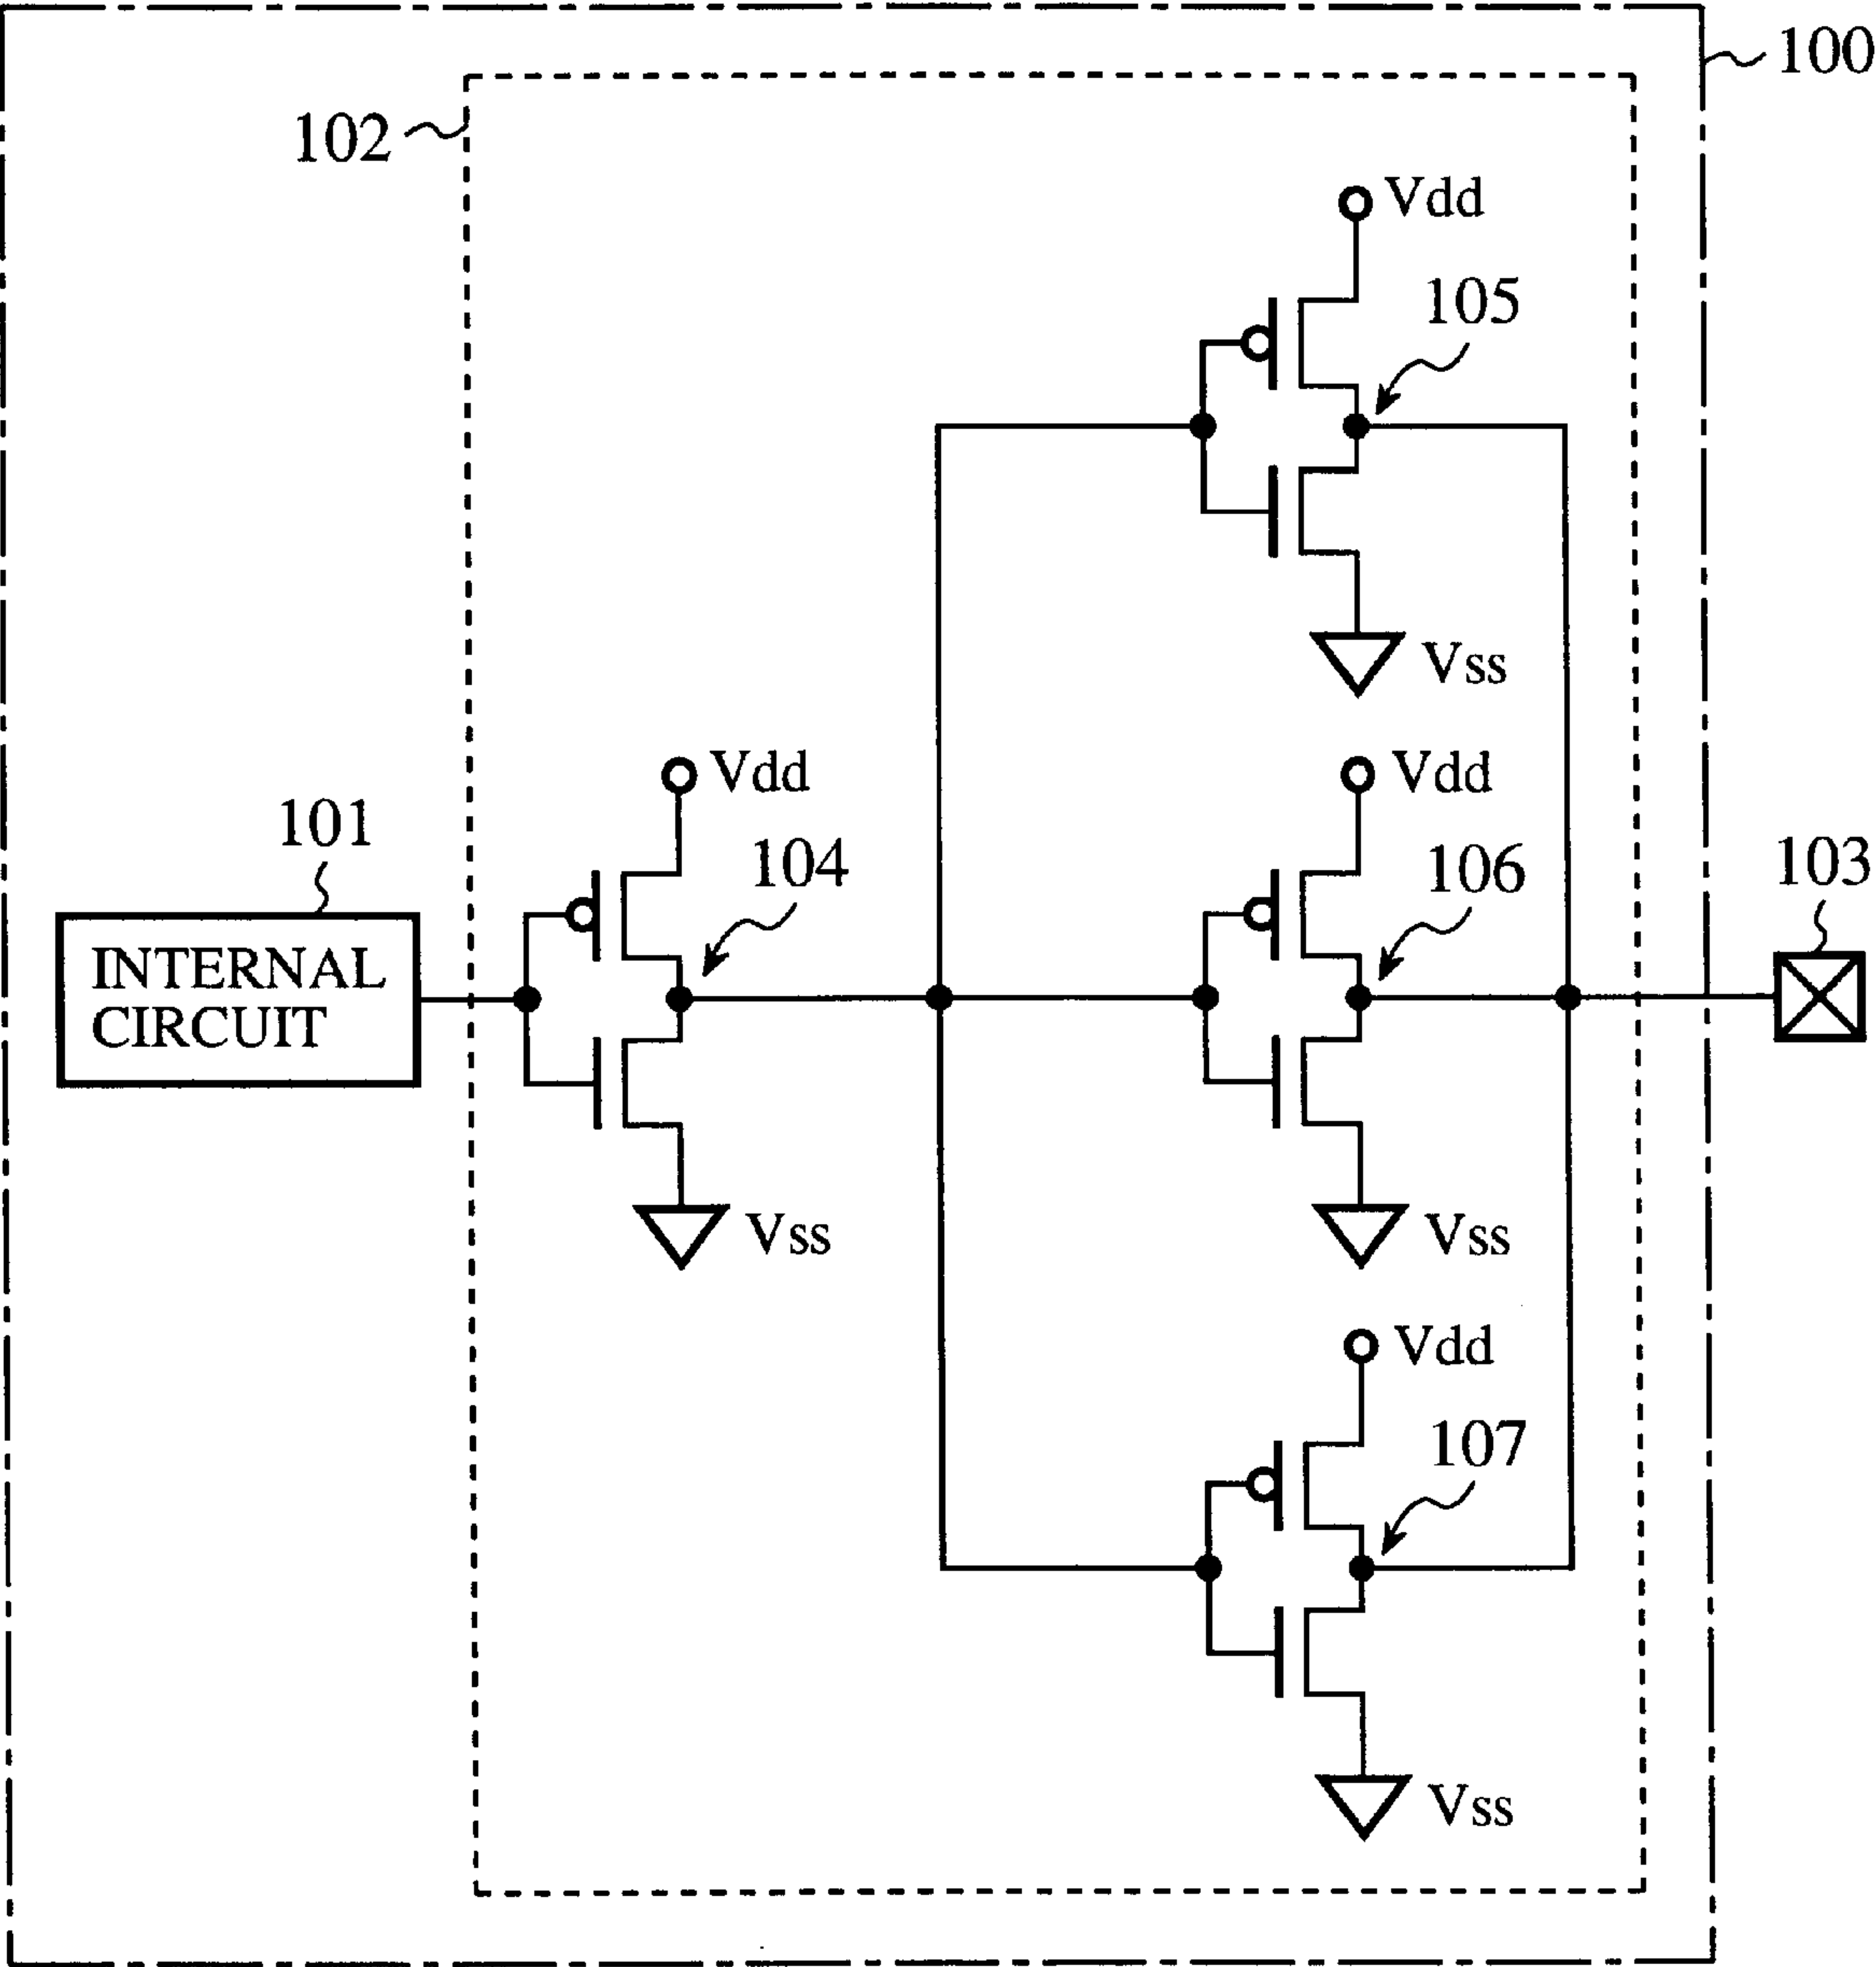 100
102
Vdd
105
Vss
Vdd
Vdd
101
104
106
103
INTERNAL
CIRCUIT
Vss
Vss
Vdd
107
Vss